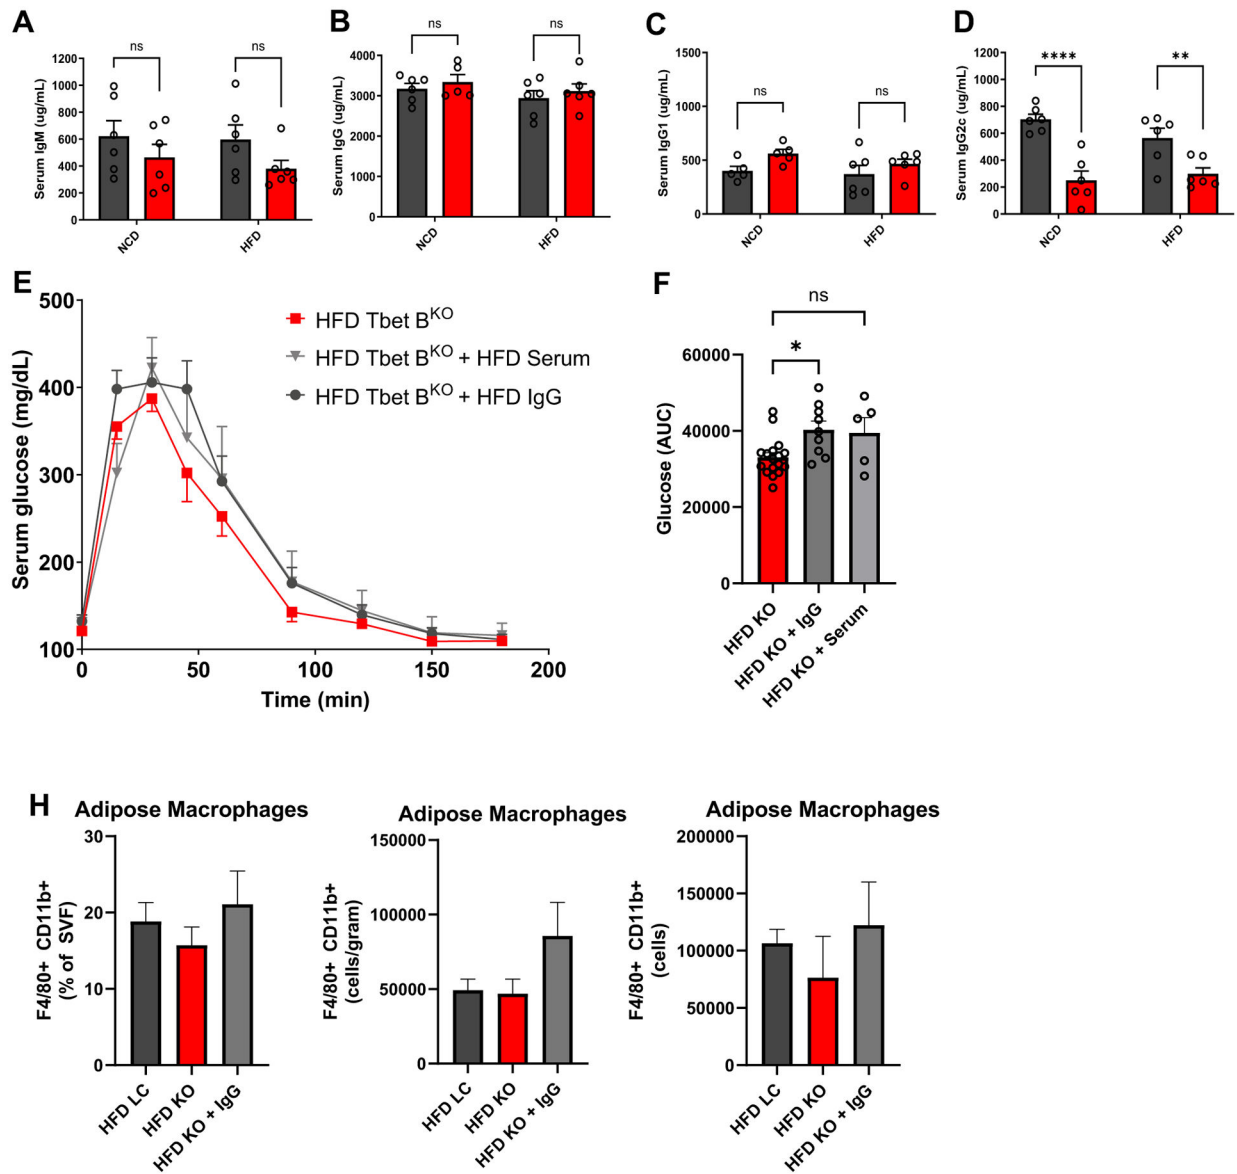 A
Serum IgM (ug/mL)
1200
1000
800
600
400
200
0
ns
ns
NCD
HFD
B
Serum IgG (ug/mL)
4000
3000
2000
1000
0
ns
ns
NCD
HFD
C
Serum IgG1 (ug/mL)
1500
1000
500
0
ns
ns
NCD
HFD
D
Serum IgG2c (ug/mL)
1200
1000
800
600
400
200
0
****
**
NCD
HFD
E
Serum glucose (mg/dL)
500
400
300
200
100
0
50
100
150
200
Time (min)
HFD Tbet B^KO
HFD Tbet B^KO + HFD Serum
HFD Tbet B^KO + HFD IgG
F
Glucose (AUC)
60000
40000
20000
0
ns
*
HFD KO
HFD KO + IgG
HFD KO + Serum
H
Adipose Macrophages
F4/80+ CD11b+
(% of SVF)
30
20
10
0
HFD LC
HFD KO
HFD KO + IgG
Adipose Macrophages
F4/80+ CD11b+
(cells/gram)
150000
100000
50000
0
HFD LC
HFD KO
HFD KO + IgG
Adipose Macrophages
F4/80+ CD11b+
(cells)
200000
150000
100000
50000
0
HFD LC
HFD KO
HFD KO + IgG